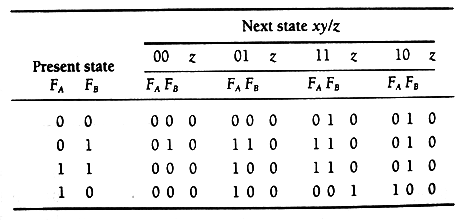 Next state xy/z
00 z 01 z 11 z 10 z
Present state
F_A F_B F_A F_B F_A F_B F_A F_B F_A F_B
0 0 0 0 0 0 0 0 0 1 0 0 1 0
0 1 0 1 0 1 1 0 1 1 0 0 1 0
1 1 0 0 0 1 0 0 1 1 0 0 1 0
1 0 0 0 0 1 0 0 0 0 1 1 0 0